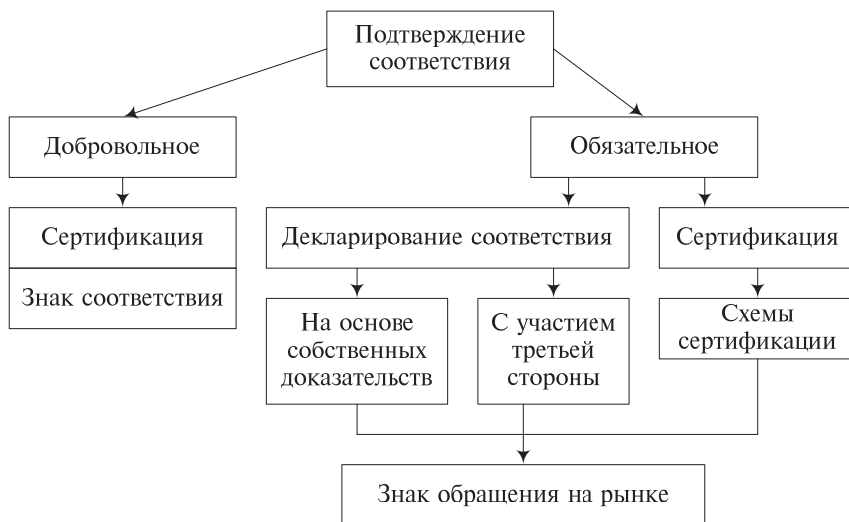 Подтверждение
соответствия
Добровольное
Обязательное
Сертификация
Декларирование соответствия
Сертификация
Знак соответствия
На основе
собственных
доказательств
С участием
третьей
стороны
Схемы
сертификации
Знак обращения на рынке